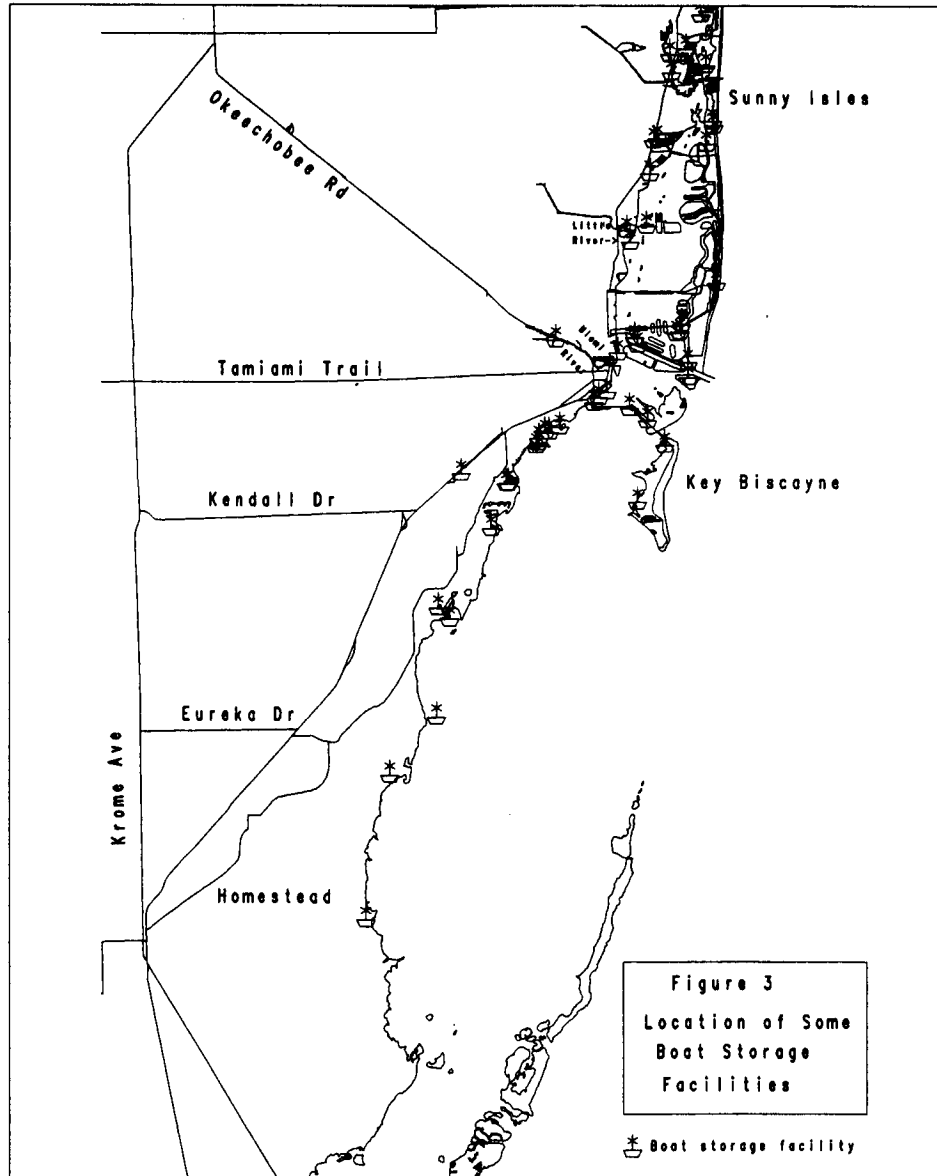 Okeechobee Rd
Sunny Isles
Little
River->
Miami
River
Tamiami Trail
Kendall Dr
Key Biscayne
Eureka Dr
Krome Ave
Homestead
Figure 3
Location of Some
Boat Storage
Facilities
Boat storage facility